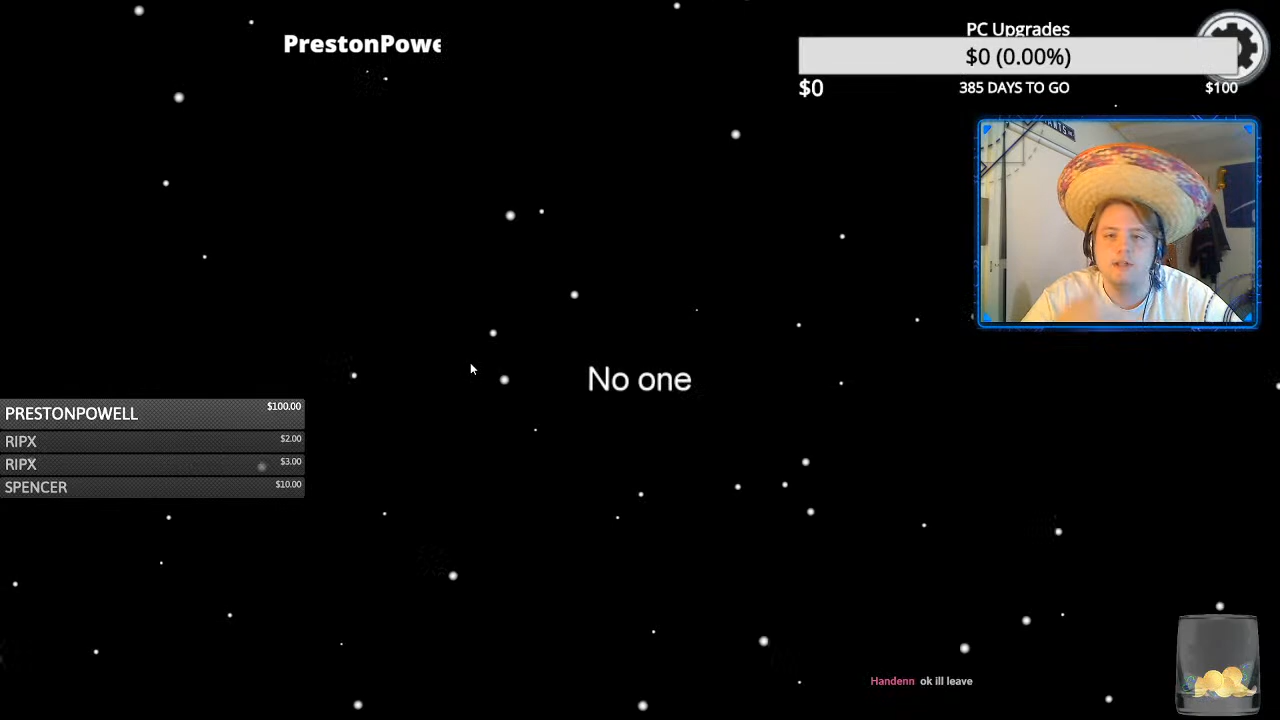 PrestonPowe
PC Upgrades
$0 (0.00%)
$0 385 DAYS TO GO $100
No one
PRESTONPOWELL $100.00
RIPX $2.00
RIPX $3.00
SPENCER $10.00
Handenn ok ill leave